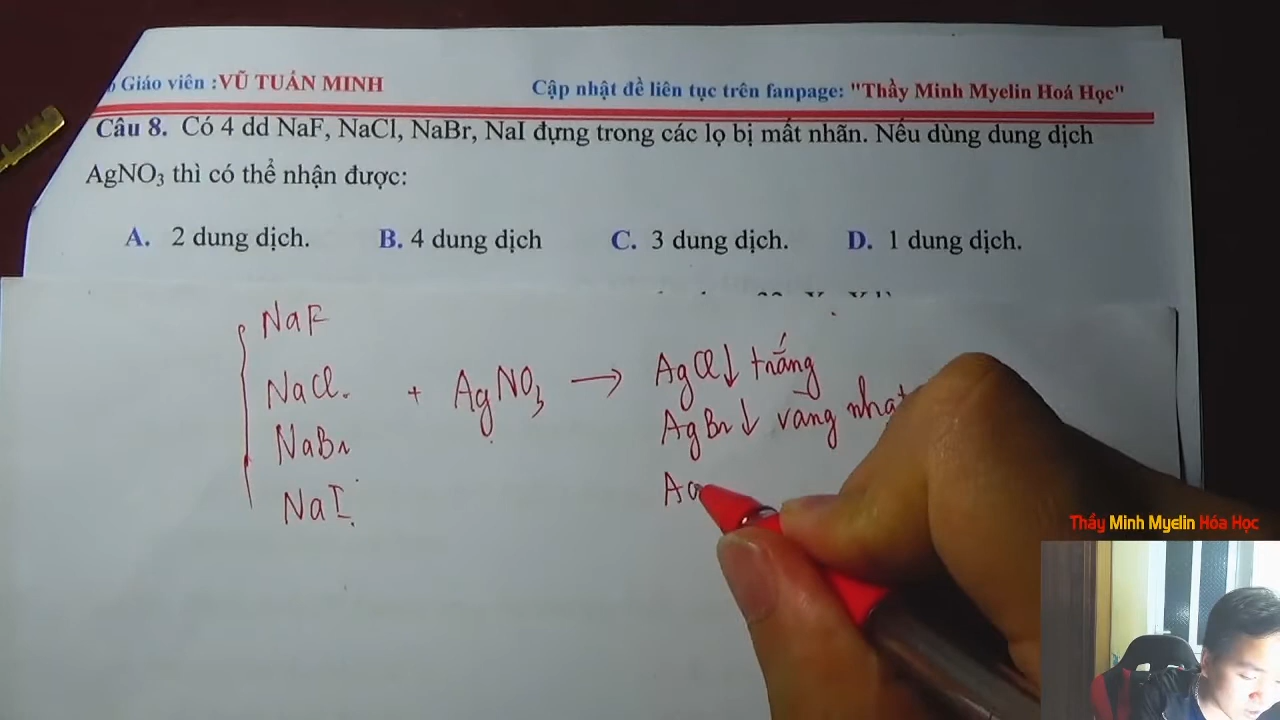 Giáo viên :VŨ TUẤN MINH
Cập nhật đề liên tục trên fanpage: "Thầy Minh Myelin Hoá Học"
Câu 8. Có 4 dd NaF, NaCl, NaBr, NaI đựng trong các lọ bị mất nhãn. Nếu dùng dung dịch
AgNO3 thì có thể nhận được:
A. 2 dung dịch. B. 4 dung dịch C. 3 dung dịch. D. 1 dung dịch.
NaF
NaCl.
NaBr
NaI
+ AgNO3 →
AgCl↓ trắng
AgBr↓ vàng nhạt
Ag
Thầy Minh Myelin Hóa Học